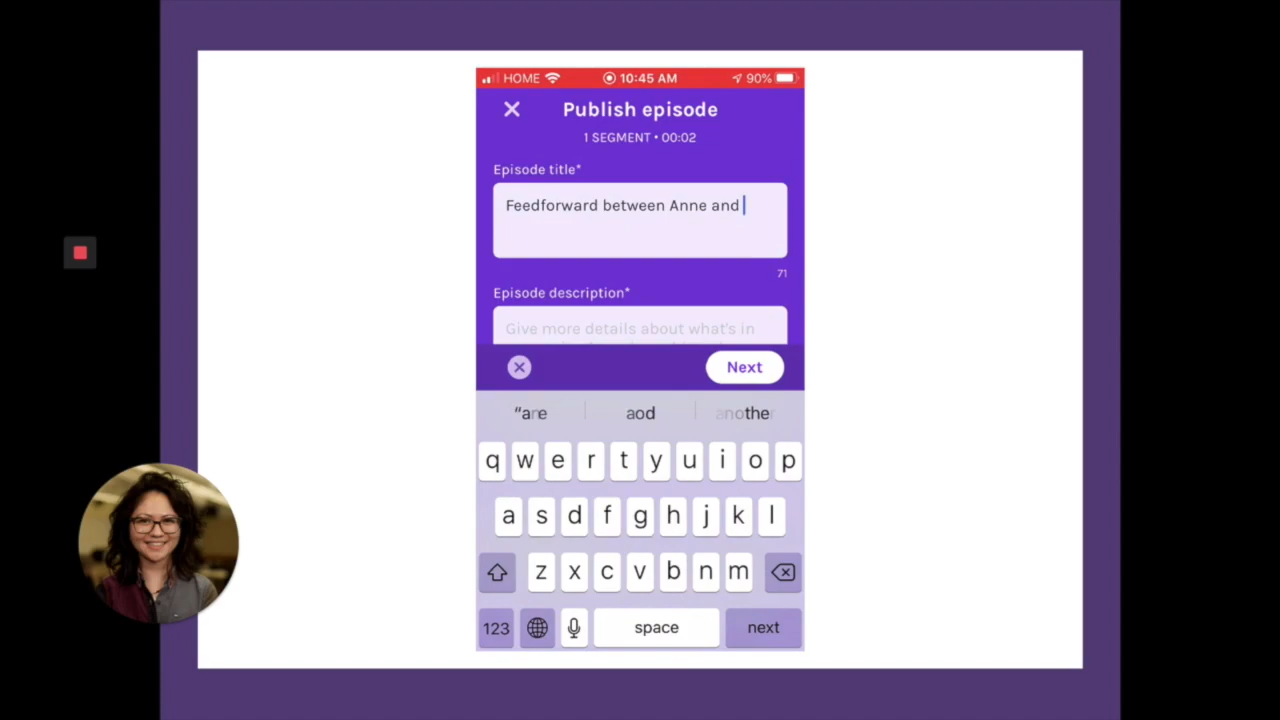 HOME 10:45 AM 90%
Publish episode
1 SEGMENT • 00:02
Episode title*
Feedforward between Anne and
71
Episode description*
Give more details about what's in
Next
"are aod another
q w e r t y u i o p
a s d f g h j k l
z x c v b n m
123 space next